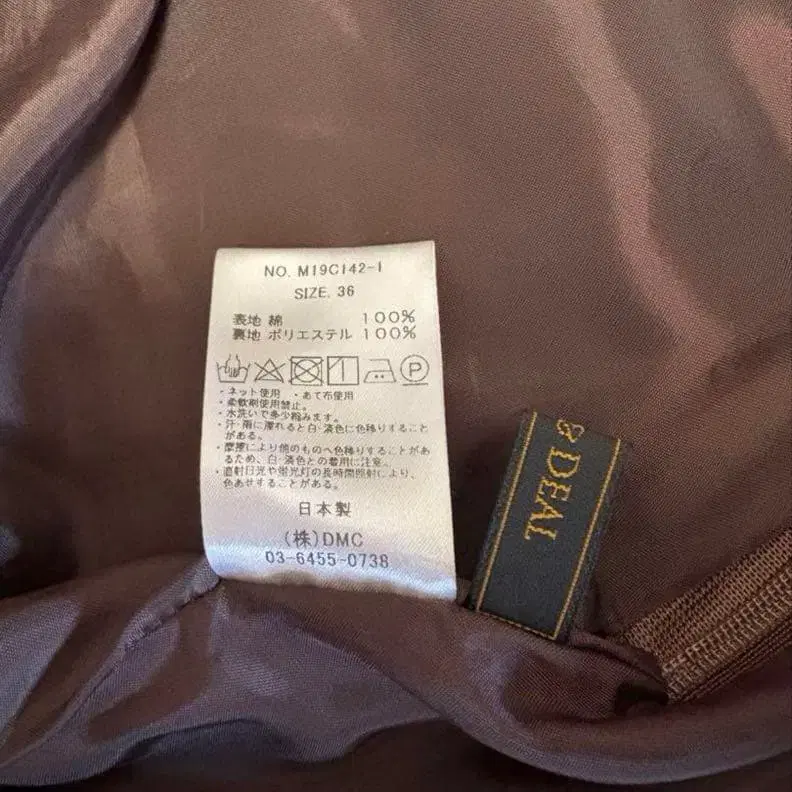 NO. M19C142-1
SIZE. 36
表地 綿 100%
裏地 ポリエステル 100%
P
・ネット使用 ・あて布使用
・柔軟剤使用禁止。
・水洗いで多少縮みます。
・汗・雨に濡れると白・淡色に色移りすること
がある。
・摩擦により他のものへ色移りすることがあ
るため、白・淡色との着用に注意。
・直射日光や蛍光灯の長時間照射により、
色あせすることがある。
日本製
(株)DMC
03-6455-0738
& DEAL